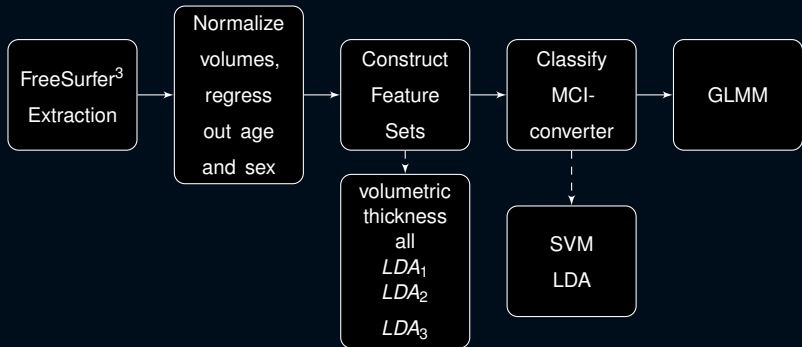 FreeSurfer³
Extraction
Normalize
volumes,
regress
out age
and sex
Construct
Feature
Sets
Classify
MCI-
converter
GLMM
volumetric
thickness
all
LDA₁
LDA₂
LDA₃
SVM
LDA